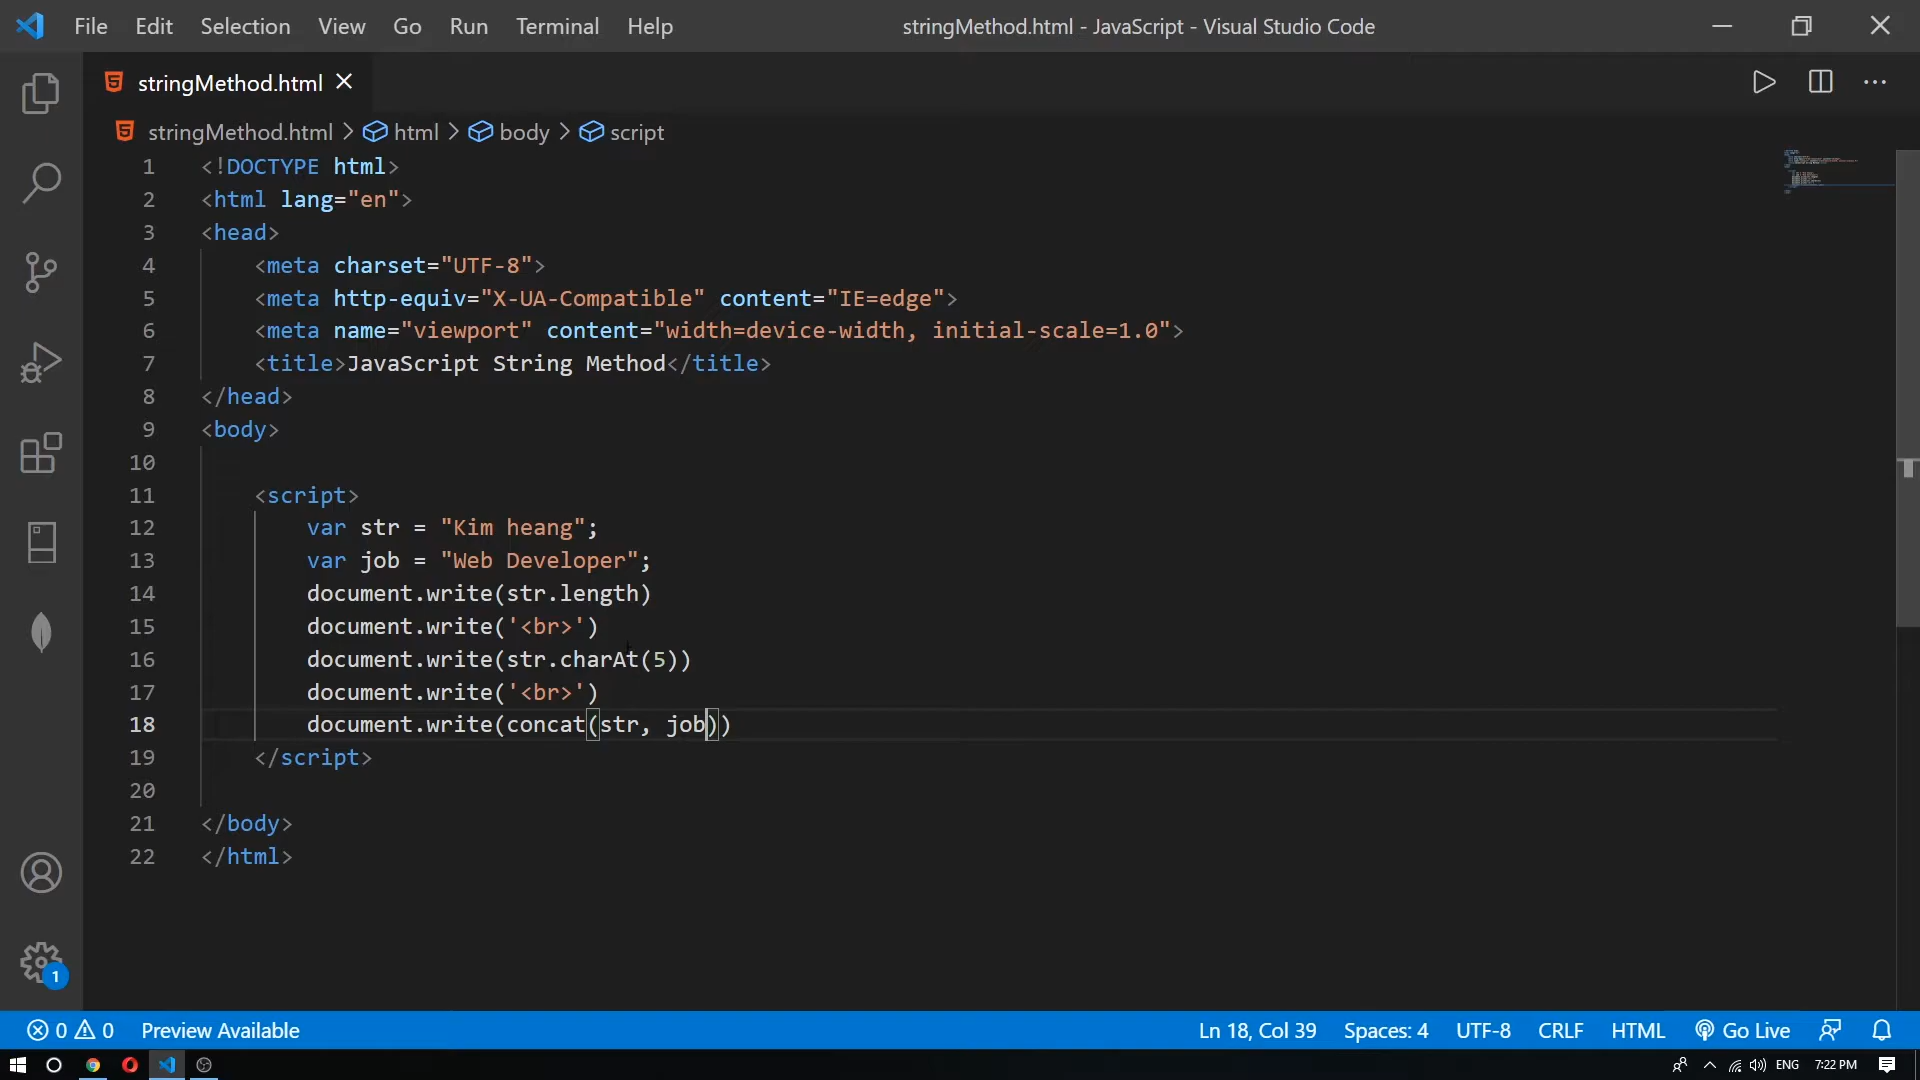 File Edit Selection View Go Run Terminal Help stringMethod.html - JavaScript - Visual Studio Code
stringMethod.html
stringMethod.html > html > body > script
1 <!DOCTYPE html>
2 <html lang="en">
3 <head>
4 <meta charset="UTF-8">
5 <meta http-equiv="X-UA-Compatible" content="IE=edge">
6 <meta name="viewport" content="width=device-width, initial-scale=1.0">
7 <title>JavaScript String Method</title>
8 </head>
9 <body>
10
11 <script>
12 var str = "Kim heang";
13 var job = "Web Developer";
14 document.write(str.length)
15 document.write('<br>')
16 document.write(str.charAt(5))
17 document.write('<br>')
18 document.write(concat(str, job))
19 </script>
20
21 </body>
22 </html>
1
0 0 Preview Available Ln 18, Col 39 Spaces: 4 UTF-8 CRLF HTML Go Live
ENG 7:22 PM